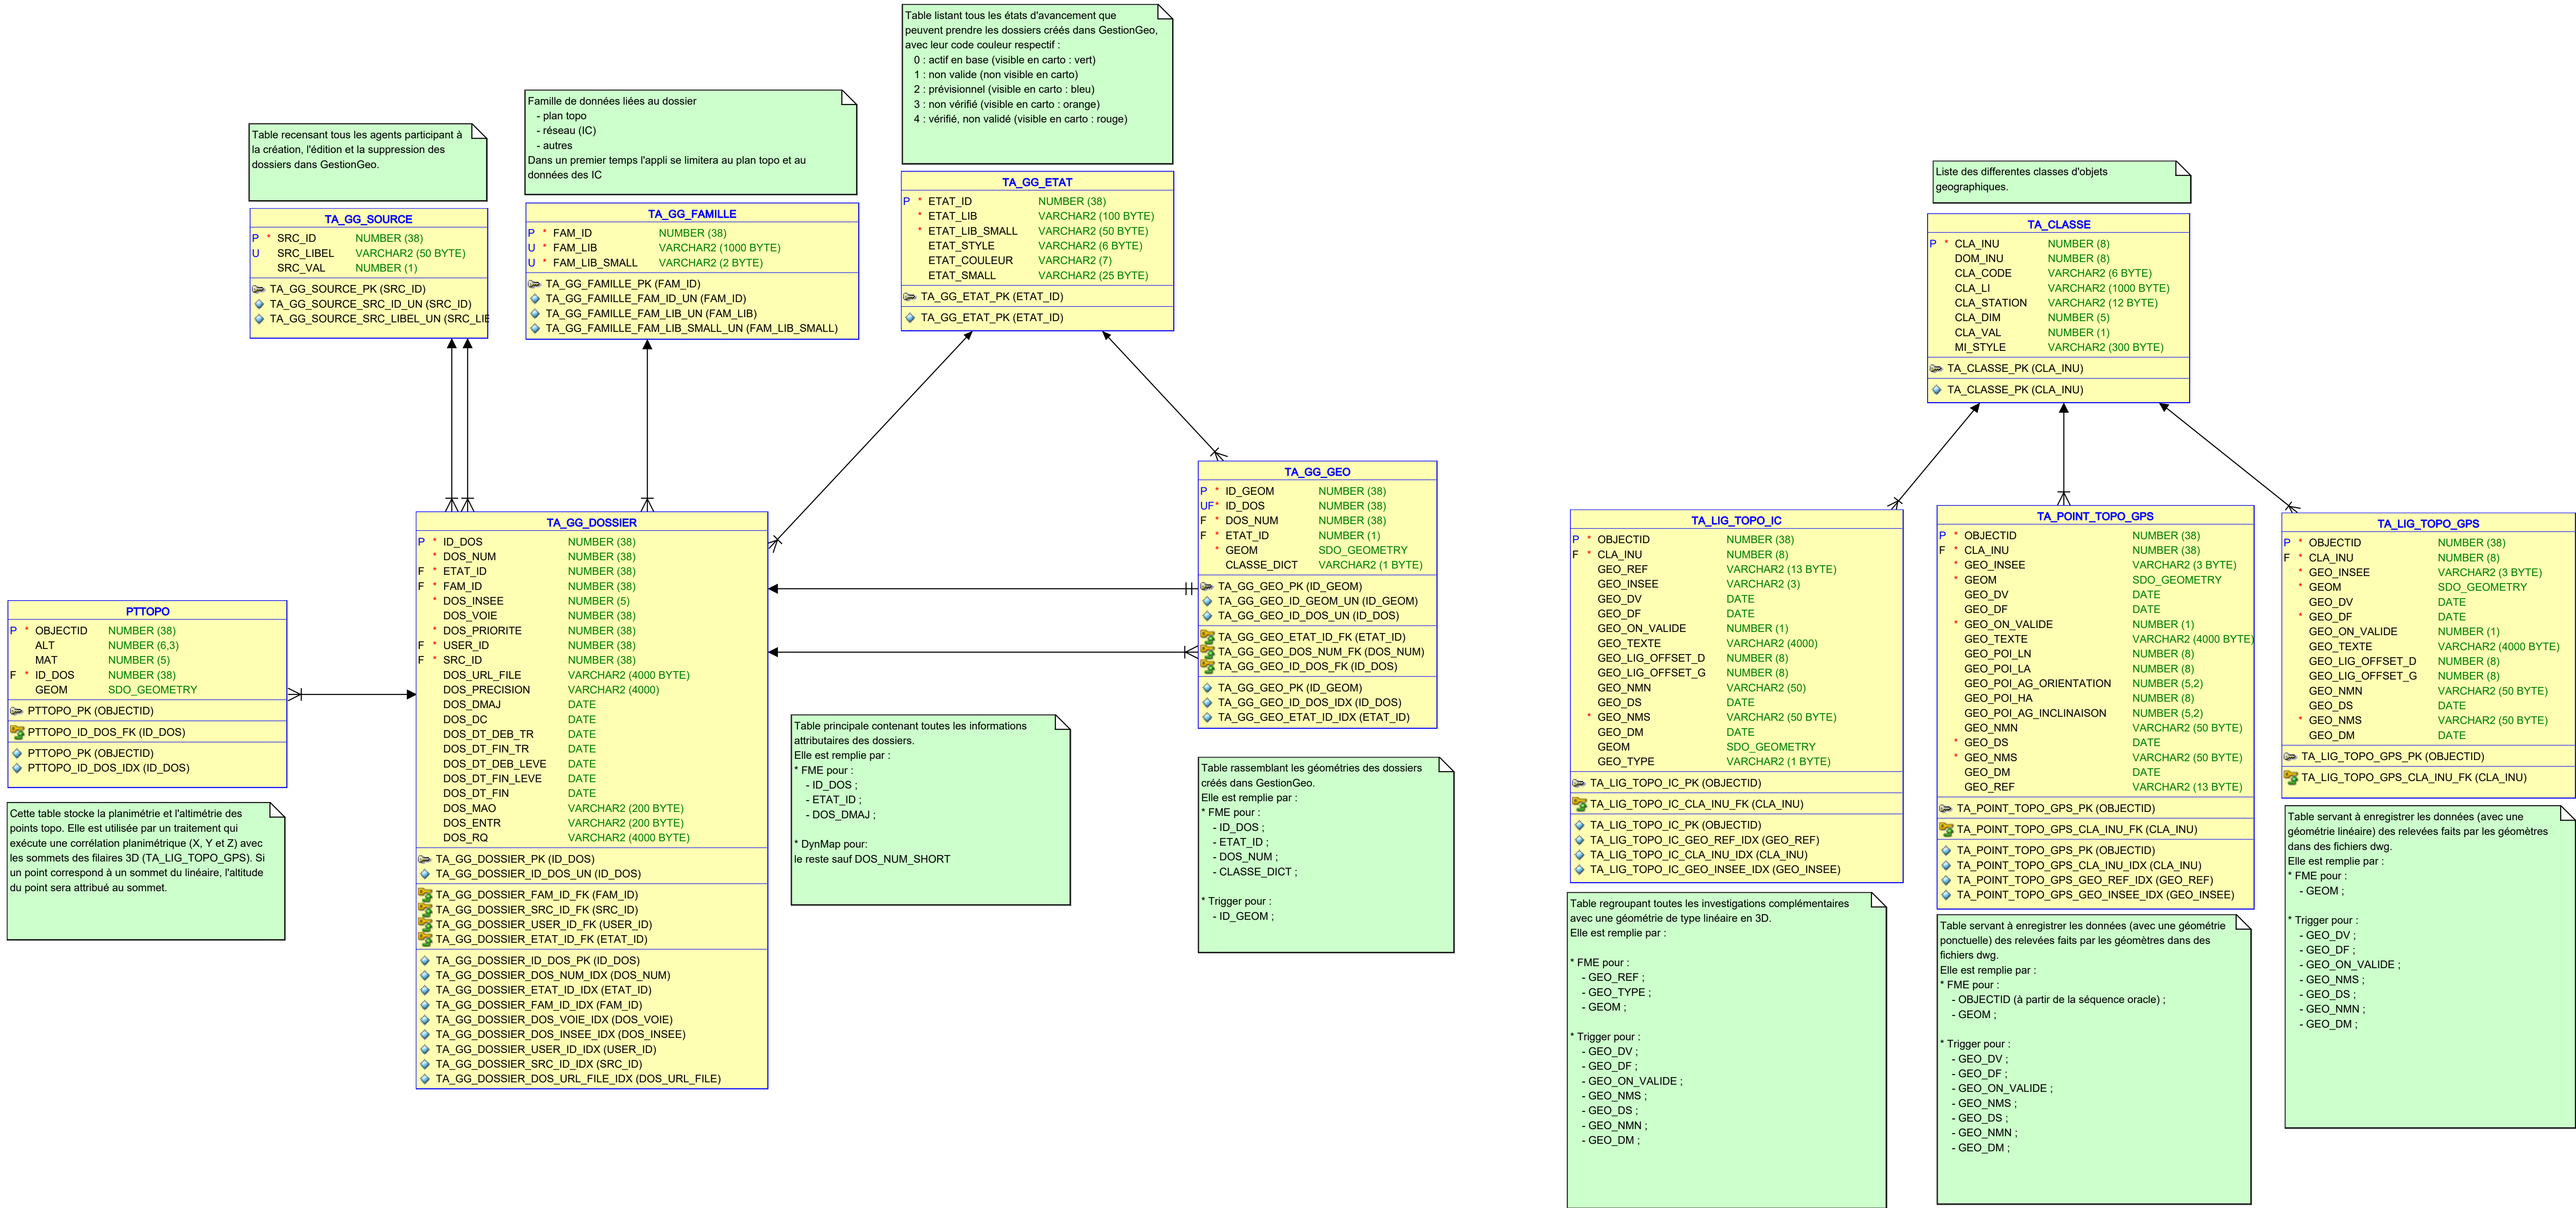 Table listant tous les états d'avancement que
peuvent prendre les dossiers créés dans GestionGeo,
avec leur code couleur respectif :
0 : actif en base (visible en carto : vert)
1 : non valide (non visible en carto)
2 : prévisionnel (visible en carto : bleu)
3 : non vérifié (visible en carto : orange)
4 : vérifié, non validé (visible en carto : rouge)
Famille de données liées au dossier
- plan topo
- réseau (IC)
- autres
Dans un premier temps l'appli se limitera au plan topo et au
données des IC
Table recensant tous les agents participant à
la création, l'édition et la suppression des
dossiers dans GestionGeo.
Liste des differentes classes d'objets
geographiques.
TA_GG_SOURCE
P * SRC_ID NUMBER (38)
U SRC_LIBEL VARCHAR2 (50 BYTE)
SRC_VAL NUMBER (1)
TA_GG_SOURCE_PK (SRC_ID)
TA_GG_SOURCE_SRC_ID_UN (SRC_ID)
TA_GG_SOURCE_SRC_LIBEL_UN (SRC_LIE
TA_GG_FAMILLE
P * FAM_ID NUMBER (38)
U * FAM_LIB VARCHAR2 (1000 BYTE)
U * FAM_LIB_SMALL VARCHAR2 (2 BYTE)
TA_GG_FAMILLE_PK (FAM_ID)
TA_GG_FAMILLE_FAM_ID_UN (FAM_ID)
TA_GG_FAMILLE_FAM_LIB_UN (FAM_LIB)
TA_GG_FAMILLE_FAM_LIB_SMALL_UN (FAM_LIB_SMALL)
TA_GG_ETAT
P * ETAT_ID NUMBER (38)
* ETAT_LIB VARCHAR2 (100 BYTE)
* ETAT_LIB_SMALL VARCHAR2 (50 BYTE)
ETAT_STYLE VARCHAR2 (6 BYTE)
ETAT_COULEUR VARCHAR2 (7)
ETAT_SMALL VARCHAR2 (25 BYTE)
TA_GG_ETAT_PK (ETAT_ID)
TA_GG_ETAT_PK (ETAT_ID)
TA_CLASSE
P * CLA_INU NUMBER (8)
DOM_INU NUMBER (8)
CLA_CODE VARCHAR2 (6 BYTE)
CLA_LI VARCHAR2 (1000 BYTE)
CLA_STATION VARCHAR2 (12 BYTE)
CLA_DIM NUMBER (5)
CLA_VAL NUMBER (1)
MI_STYLE VARCHAR2 (300 BYTE)
TA_CLASSE_PK (CLA_INU)
TA_CLASSE_PK (CLA_INU)
PTTOPO
P * OBJECTID NUMBER (38)
ALT NUMBER (6,3)
MAT NUMBER (5)
F * ID_DOS NUMBER (38)
GEOM SDO_GEOMETRY
PTTOPO_PK (OBJECTID)
PTTOPO_ID_DOS_FK (ID_DOS)
PTTOPO_PK (OBJECTID)
PTTOPO_ID_DOS_IDX (ID_DOS)
Cette table stocke la planimétrie et l'altimétrie des
points topo. Elle est utilisée par un traitement qui
exécute une corrélation planimétrique (X, Y et Z) avec
les sommets des filaires 3D (TA_LIG_TOPO_GPS). Si
un point correspond à un sommet du linéaire, l'altitude
du point sera attribué au sommet.
TA_GG_DOSSIER
P * ID_DOS NUMBER (38)
* DOS_NUM NUMBER (38)
F * ETAT_ID NUMBER (38)
F * FAM_ID NUMBER (38)
* DOS_INSEE NUMBER (5)
DOS_VOIE NUMBER (38)
* DOS_PRIORITE NUMBER (38)
F * USER_ID NUMBER (38)
F * SRC_ID NUMBER (38)
DOS_URL_FILE VARCHAR2 (4000 BYTE)
DOS_PRECISION VARCHAR2 (4000)
DOS_DMAJ DATE
DOS_DC DATE
DOS_DT_DEB_TR DATE
DOS_DT_FIN_TR DATE
DOS_DT_DEB_LEVE DATE
DOS_DT_FIN_LEVE DATE
DOS_DT_FIN DATE
DOS_MAO VARCHAR2 (200 BYTE)
DOS_ENTR VARCHAR2 (200 BYTE)
DOS_RQ VARCHAR2 (4000 BYTE)
TA_GG_DOSSIER_PK (ID_DOS)
TA_GG_DOSSIER_ID_DOS_UN (ID_DOS)
TA_GG_DOSSIER_FAM_ID_FK (FAM_ID)
TA_GG_DOSSIER_SRC_ID_FK (SRC_ID)
TA_GG_DOSSIER_USER_ID_FK (USER_ID)
TA_GG_DOSSIER_ETAT_ID_FK (ETAT_ID)
TA_GG_DOSSIER_ID_DOS_PK (ID_DOS)
TA_GG_DOSSIER_DOS_NUM_IDX (DOS_NUM)
TA_GG_DOSSIER_ETAT_ID_IDX (ETAT_ID)
TA_GG_DOSSIER_FAM_ID_IDX (FAM_ID)
TA_GG_DOSSIER_DOS_VOIE_IDX (DOS_VOIE)
TA_GG_DOSSIER_DOS_INSEE_IDX (DOS_INSEE)
TA_GG_DOSSIER_USER_ID_IDX (USER_ID)
TA_GG_DOSSIER_SRC_ID_IDX (SRC_ID)
TA_GG_DOSSIER_DOS_URL_FILE_IDX (DOS_URL_FILE)
Table principale contenant toutes les informations
attributaires des dossiers.
Elle est remplie par :
* FME pour :
- ID_DOS ;
- ETAT_ID ;
- DOS_DMAJ ;
* DynMap pour:
le reste sauf DOS_NUM_SHORT
TA_GG_GEO
P * ID_GEOM NUMBER (38)
UF* ID_DOS NUMBER (38)
F * DOS_NUM NUMBER (38)
F * ETAT_ID NUMBER (1)
* GEOM SDO_GEOMETRY
CLASSE_DICT VARCHAR2 (1 BYTE)
TA_GG_GEO_PK (ID_GEOM)
TA_GG_GEO_ID_GEOM_UN (ID_GEOM)
TA_GG_GEO_ID_DOS_UN (ID_DOS)
TA_GG_GEO_ETAT_ID_FK (ETAT_ID)
TA_GG_GEO_DOS_NUM_FK (DOS_NUM)
TA_GG_GEO_ID_DOS_FK (ID_DOS)
TA_GG_GEO_PK (ID_GEOM)
TA_GG_GEO_ID_DOS_IDX (ID_DOS)
TA_GG_GEO_ETAT_ID_IDX (ETAT_ID)
Table rassemblant les géométries des dossiers
créés dans GestionGeo.
Elle est remplie par :
* FME pour :
- ID_DOS ;
- ETAT_ID ;
- DOS_NUM ;
- CLASSE_DICT ;
* Trigger pour :
- ID_GEOM ;
TA_LIG_TOPO_IC
P * OBJECTID NUMBER (38)
F * CLA_INU NUMBER (8)
GEO_REF VARCHAR2 (13 BYTE)
GEO_INSEE VARCHAR2 (3)
GEO_DV DATE
GEO_DF DATE
GEO_ON_VALIDE NUMBER (1)
GEO_TEXTE VARCHAR2 (4000)
GEO_LIG_OFFSET_D NUMBER (8)
GEO_LIG_OFFSET_G NUMBER (8)
GEO_NMN VARCHAR2 (50)
GEO_DS DATE
* GEO_NMS VARCHAR2 (50 BYTE)
GEO_DM DATE
GEOM SDO_GEOMETRY
GEO_TYPE VARCHAR2 (1 BYTE)
TA_LIG_TOPO_IC_PK (OBJECTID)
TA_LIG_TOPO_IC_CLA_INU_FK (CLA_INU)
TA_LIG_TOPO_IC_PK (OBJECTID)
TA_LIG_TOPO_IC_GEO_REF_IDX (GEO_REF)
TA_LIG_TOPO_IC_CLA_INU_IDX (CLA_INU)
TA_LIG_TOPO_IC_GEO_INSEE_IDX (GEO_INSEE)
Table regroupant toutes les investigations complémentaires
avec une géométrie de type linéaire en 3D.
Elle est remplie par :
* FME pour :
- GEO_REF ;
- GEO_TYPE ;
- GEOM ;
* Trigger pour :
- GEO_DV ;
- GEO_DF ;
- GEO_ON_VALIDE ;
- GEO_NMS ;
- GEO_DS ;
- GEO_NMN ;
- GEO_DM ;
TA_POINT_TOPO_GPS
P * OBJECTID NUMBER (38)
F * CLA_INU NUMBER (38)
* GEO_INSEE VARCHAR2 (3 BYTE)
* GEOM SDO_GEOMETRY
GEO_DV DATE
GEO_DF DATE
* GEO_ON_VALIDE NUMBER (1)
GEO_TEXTE VARCHAR2 (4000 BYTE)
GEO_POI_LN NUMBER (8)
GEO_POI_LA NUMBER (8)
GEO_POI_AG_ORIENTATION NUMBER (5,2)
GEO_POI_HA NUMBER (8)
GEO_POI_AG_INCLINAISON NUMBER (5,2)
GEO_NMN VARCHAR2 (50 BYTE)
* GEO_DS DATE
* GEO_NMS VARCHAR2 (50 BYTE)
GEO_DM DATE
GEO_REF VARCHAR2 (13 BYTE)
TA_POINT_TOPO_GPS_PK (OBJECTID)
TA_POINT_TOPO_GPS_CLA_INU_FK (CLA_INU)
TA_POINT_TOPO_GPS_PK (OBJECTID)
TA_POINT_TOPO_GPS_CLA_INU_IDX (CLA_INU)
TA_POINT_TOPO_GPS_GEO_REF_IDX (GEO_REF)
TA_POINT_TOPO_GPS_GEO_INSEE_IDX (GEO_INSEE)
Table servant à enregistrer les données (avec une géométrie
ponctuelle) des relevées faits par les géomètres dans des
fichiers dwg.
Elle est remplie par :
* FME pour :
- OBJECTID (à partir de la séquence oracle) ;
- GEOM ;
* Trigger pour :
- GEO_DV ;
- GEO_DF ;
- GEO_ON_VALIDE ;
- GEO_NMS ;
- GEO_DS ;
- GEO_NMN ;
- GEO_DM ;
TA_LIG_TOPO_GPS
P * OBJECTID NUMBER (38)
F * CLA_INU NUMBER (8)
* GEO_INSEE VARCHAR2 (3 BYTE)
* GEOM SDO_GEOMETRY
GEO_DV DATE
* GEO_DF DATE
GEO_ON_VALIDE NUMBER (1)
GEO_TEXTE VARCHAR2 (4000 BYTE)
GEO_LIG_OFFSET_D NUMBER (8)
GEO_LIG_OFFSET_G NUMBER (8)
GEO_NMN VARCHAR2 (50 BYTE)
GEO_DS DATE
* GEO_NMS VARCHAR2 (50 BYTE)
GEO_DM DATE
TA_LIG_TOPO_GPS_PK (OBJECTID)
TA_LIG_TOPO_GPS_CLA_INU_FK (CLA_INU)
Table servant à enregistrer les données (avec une
géométrie linéaire) des relevées faits par les géomètres
dans des fichiers dwg.
Elle est remplie par :
* FME pour :
- GEOM ;
* Trigger pour :
- GEO_DV ;
- GEO_DF ;
- GEO_ON_VALIDE ;
- GEO_NMS ;
- GEO_DS ;
- GEO_NMN ;
- GEO_DM ;